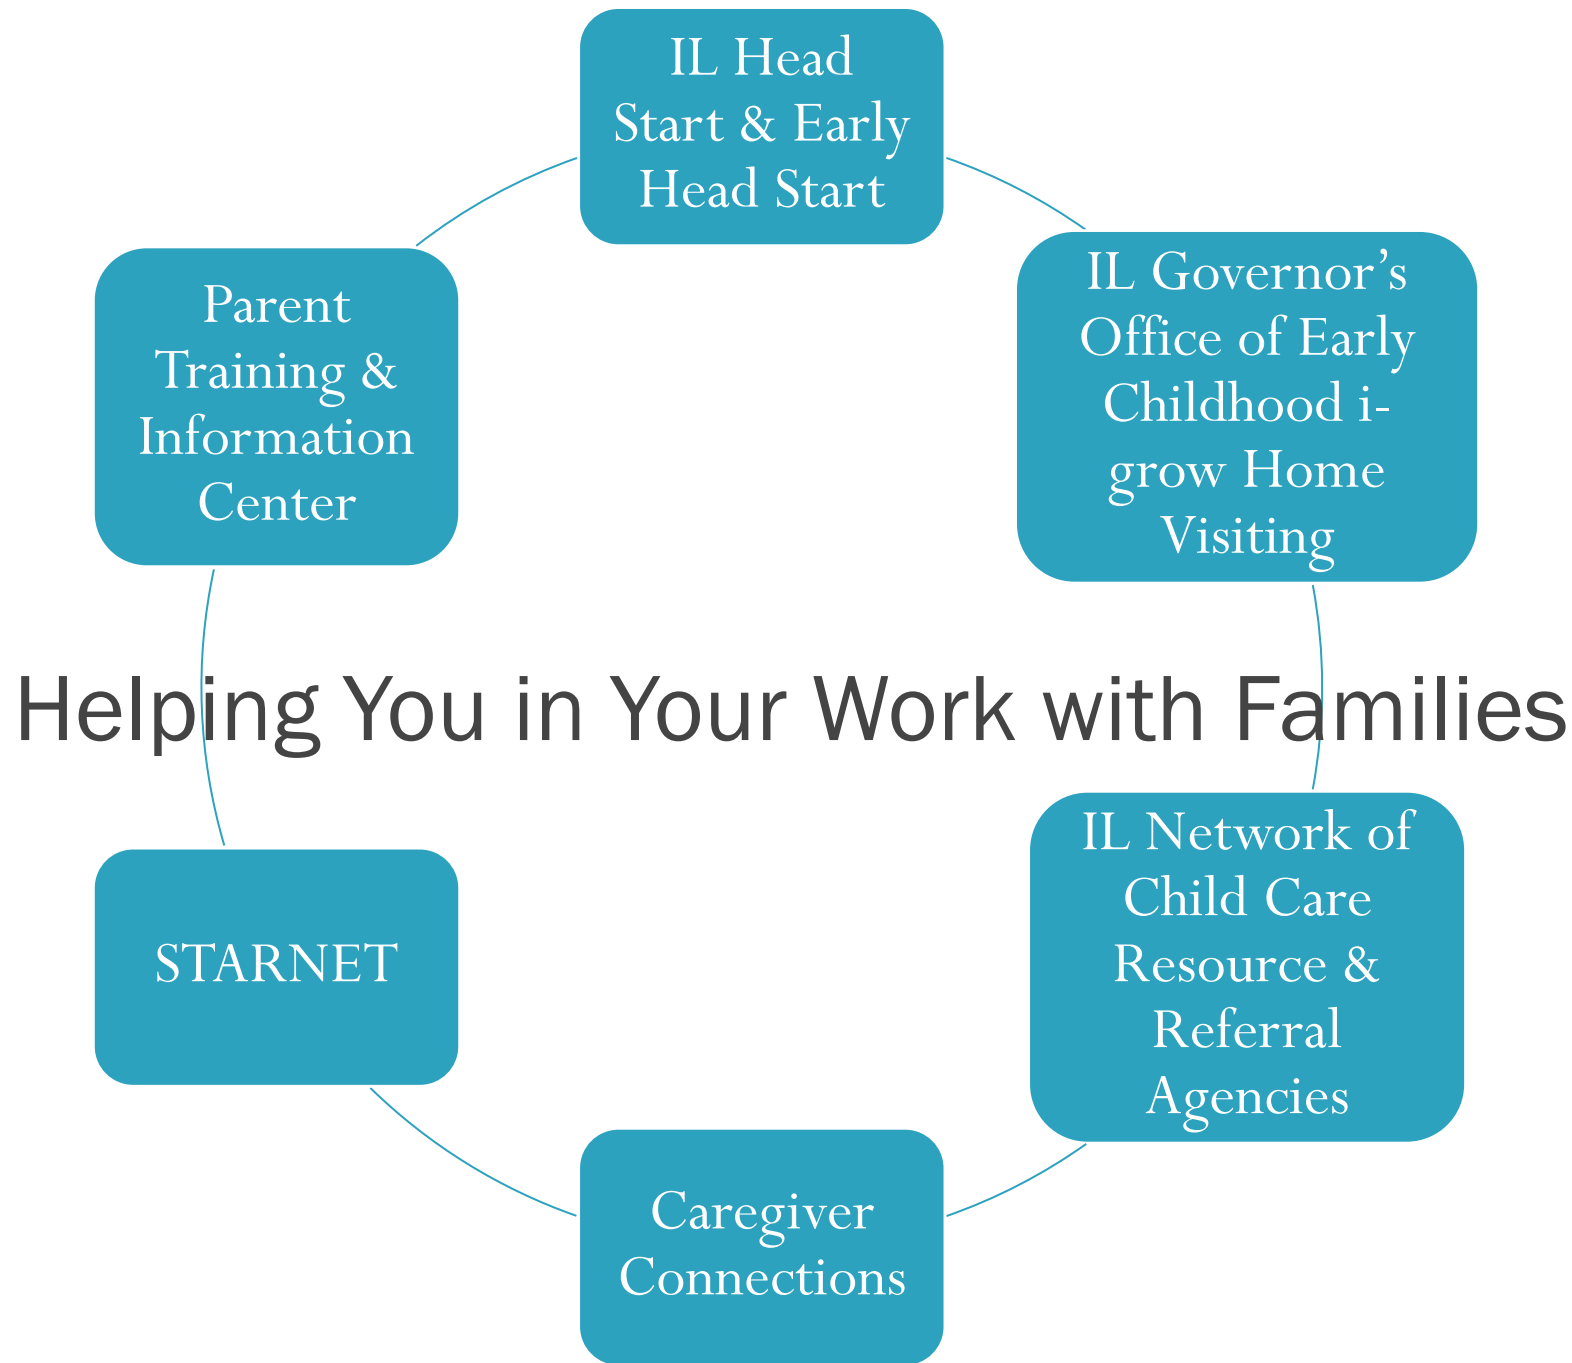 IL Head
Start & Early
Head Start
IL Governor’s
Office of Early
Childhood i-
grow Home
Visiting
Parent
Training &
Information
Center
Helping You in Your Work with Families
IL Network of
Child Care
Resource &
Referral
Agencies
STARNET
Caregiver
Connections